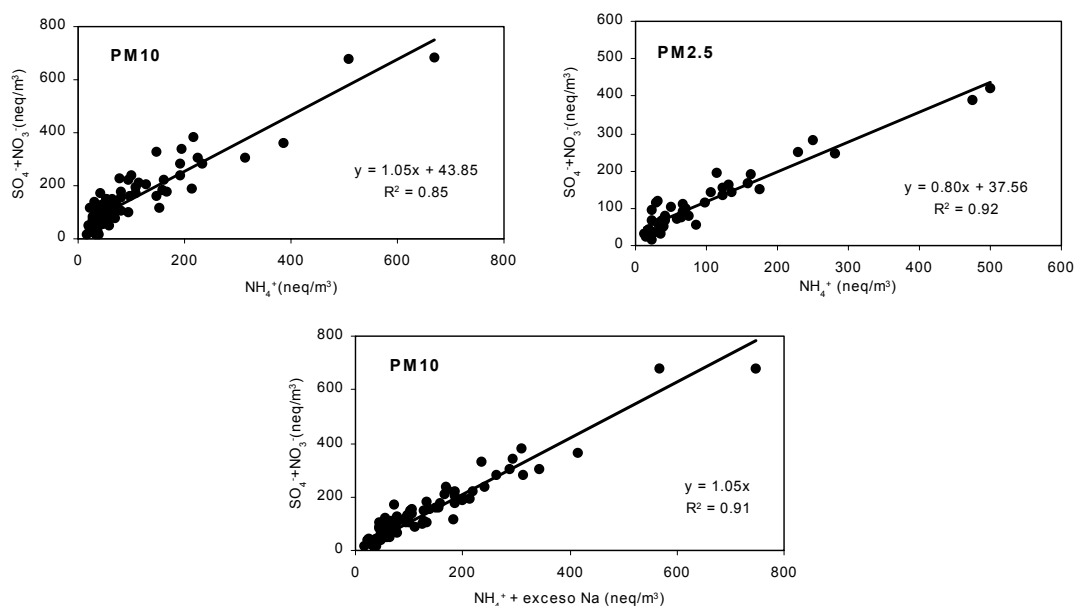 PM10
SO₄⁻+NO₃⁻(neq/m³)
800
600
400
200
0
y = 1.05x + 43.85
R² = 0.85
0 200 400 600 800
NH₄⁺(neq/m³)
PM2.5
SO₄⁻+NO₃⁻(neq/m³)
600
500
400
300
200
100
0
y = 0.80x + 37.56
R² = 0.92
0 100 200 300 400 500 600
NH₄⁺ (neq/m³)
PM10
SO₄⁻+NO₃⁻(neq/m³)
800
600
400
200
0
y = 1.05x
R² = 0.91
0 200 400 600 800
NH₄⁺ + exceso Na (neq/m³)